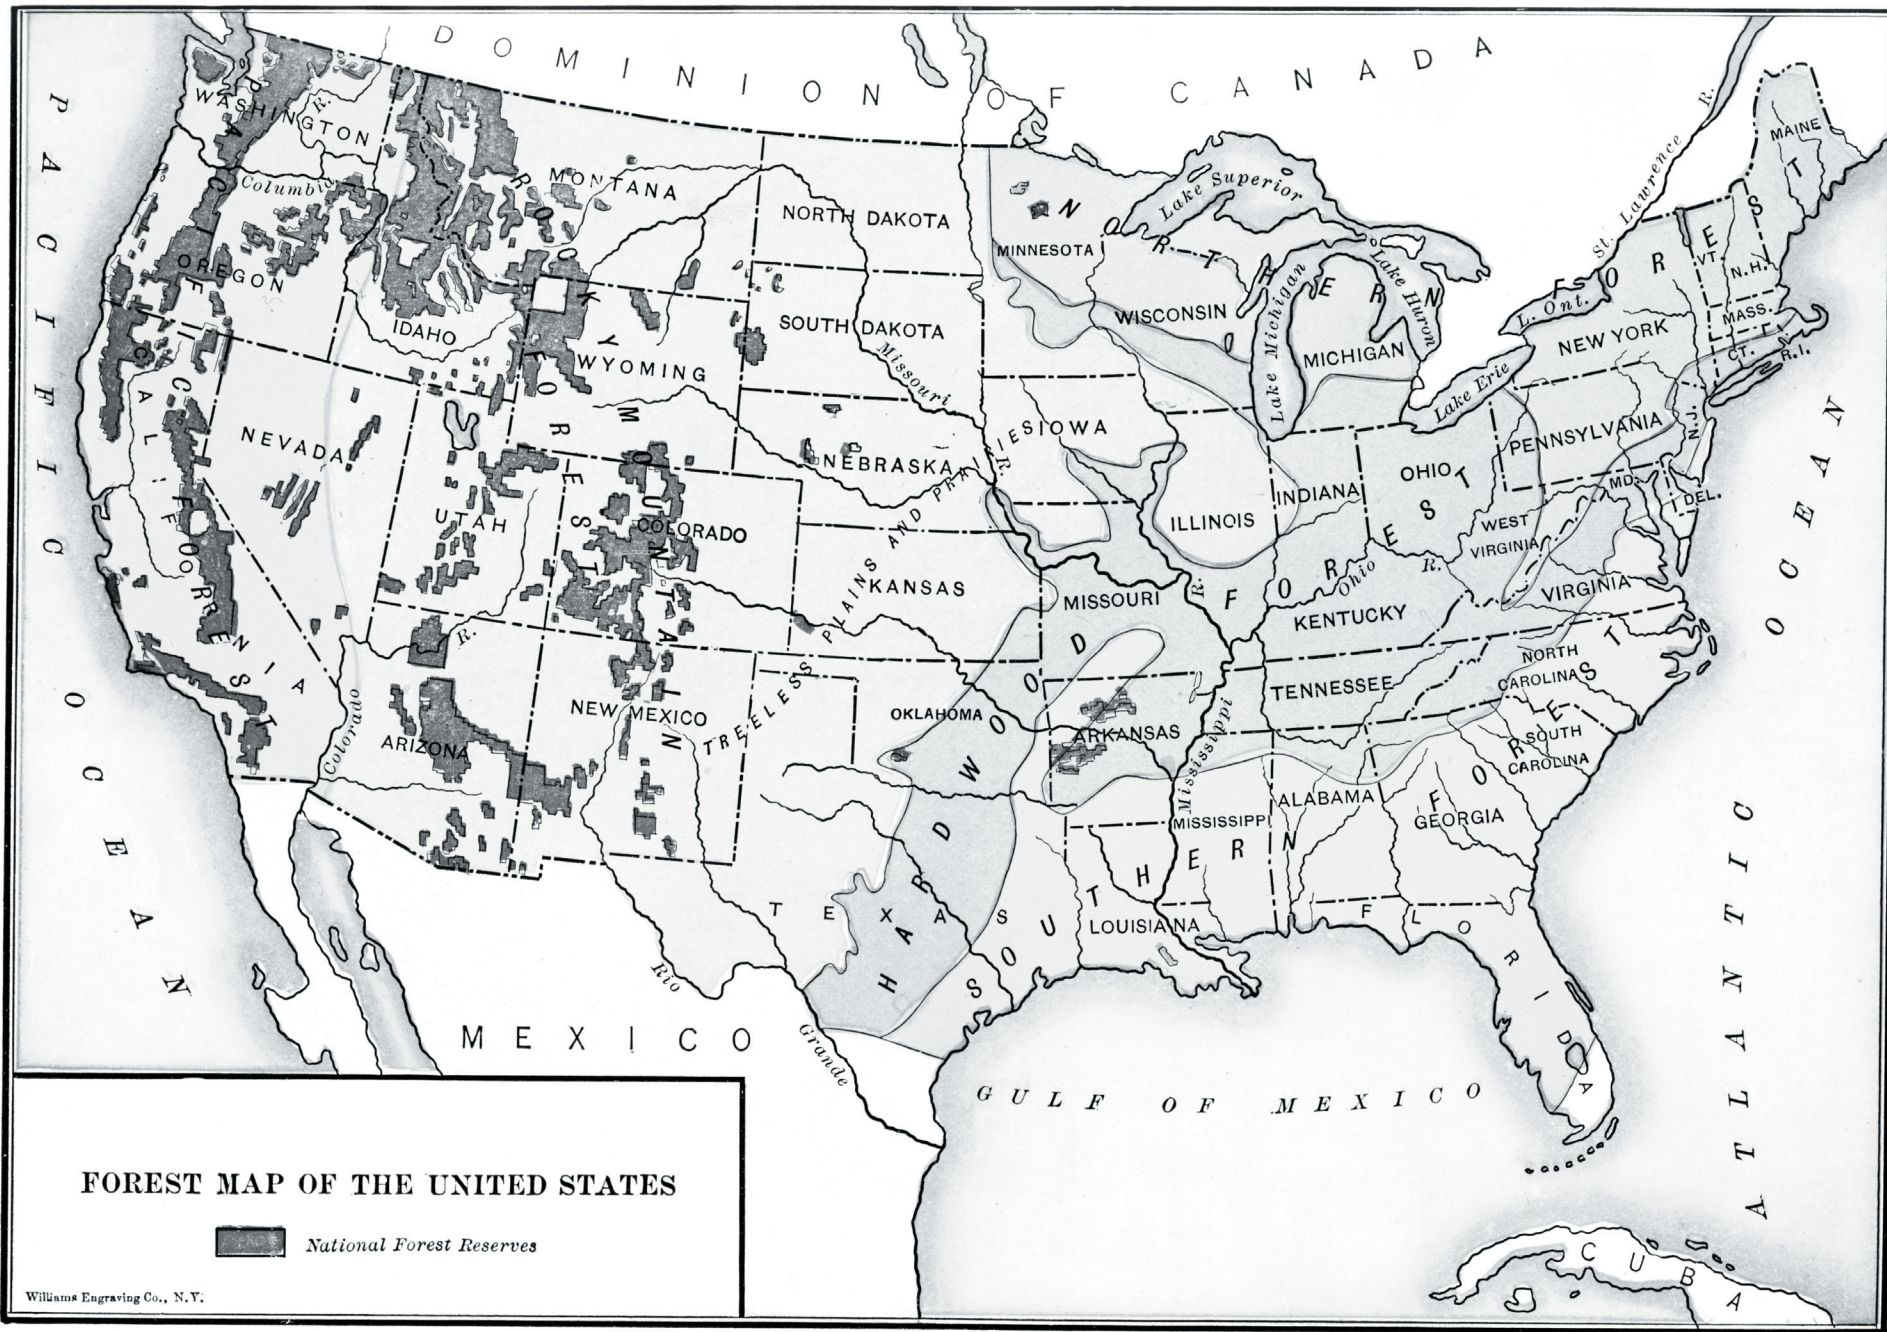 DOMINION OF CANADA
PACIFIC OCEAN
ATLANTIC OCEAN
GULF OF MEXICO
MEXICO
CUBA
PACIFIC FOREST
ROCKY MOUNTAIN FOREST
NORTHERN FOREST
HARDWOOD FOREST
SOUTHERN FOREST
TREELESS PLAINS AND PRAIRIES
WASHINGTON
R.
Columbia
OREGON
CALIFORNIA
NEVADA
IDAHO
MONTANA
WYOMING
UTAH
COLORADO
ARIZONA
NEW MEXICO
Colorado
R.
NORTH DAKOTA
SOUTH DAKOTA
Missouri
R.
NEBRASKA
KANSAS
OKLAHOMA
TEXAS
Rio
Grande
MINNESOTA
WISCONSIN
IOWA
ILLINOIS
MISSOURI
ARKANSAS
LOUISIANA
Mississippi
R.
MICHIGAN
INDIANA
OHIO
KENTUCKY
Ohio
R.
TENNESSEE
MISSISSIPPI
ALABAMA
GEORGIA
FLORIDA
SOUTH
CAROLINA
NORTH
CAROLINA
VIRGINIA
WEST
VIRGINIA
MD.
DEL.
N.J.
PENNSYLVANIA
NEW YORK
CT.
R.I.
MASS.
VT.
N.H.
MAINE
Lake Superior
Lake Michigan
Lake Huron
Lake Erie
L. Ont.
St. Lawrence R.
FOREST MAP OF THE UNITED STATES
National Forest Reserves
Williams Engraving Co., N.Y.